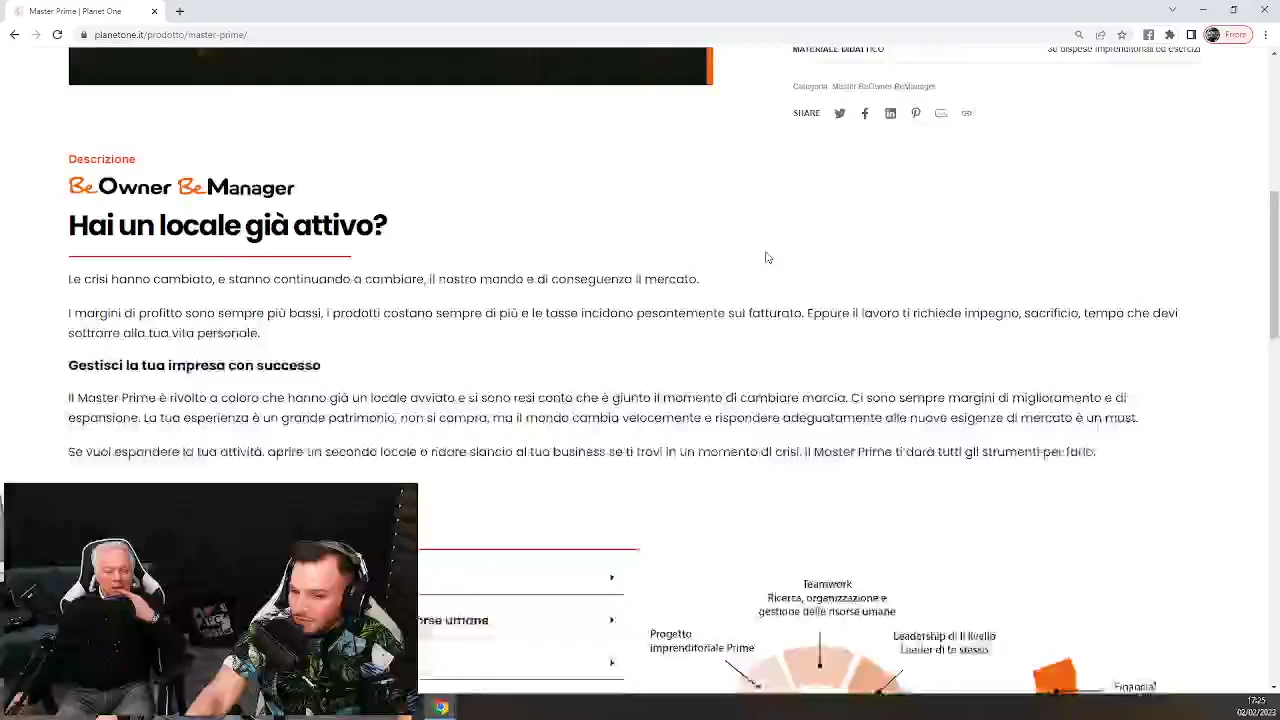 Master Prime | Planet One
planetone.it/prodotto/master-prime/
Errore
MATERIALE DIDATTICO
su dispese imprenditoriali ed esercizi
Categoria Master BeOwner BeManager
SHARE
Descrizione
BeOwner BeManager
Hai un locale già attivo?
Le crisi hanno cambiato, e stanno continuando a cambiare, il nostro mondo e di conseguenza il mercato.
I margini di profitto sono sempre più bassi, i prodotti costano sempre di più e le tasse incidono pesantemente sul fatturato. Eppure il lavoro ti richiede impegno, sacrificio, tempo che devi
sottrarre alla tua vita personale.
Gestisci la tua impresa con successo
Il Master Prime è rivolto a coloro che hanno già un locale avviato e si sono resi conto che è giunto il momento di cambiare marcia. Ci sono sempre margini di miglioramento e di
espansione. La tua esperienza è un grande patrimonio, non si compra, ma il mondo cambia velocemente e rispondere adeguatamente alle nuove esigenze di mercato è un must.
Se vuoi espandere la tua attività, aprire un secondo locale o ridare slancio al tuo business se ti trovi in un momento di crisi, il Master Prime ti darà tutti gli strumenti per farlo.
Teamwork
Ricerca, organizzazione e
gestione delle risorse umane
orse umane
Progetto
imprenditoriale Prime
Leadership di II livello
Leader di te stesso
Financial
17:25
02/02/2023